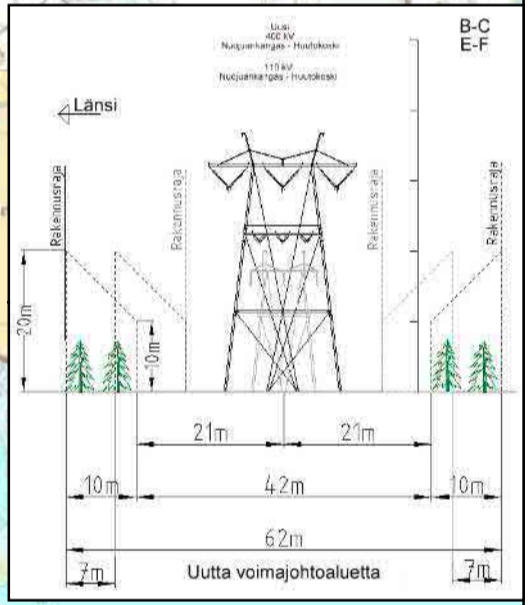 Uusi
400 kV
Nuojuankangas - Huutokoski
110 kV
Nuojuankangas - Huutokoski
B-C
E-F
Länsi
Rakennusraja
Rakennusraja
Rakennusraja
Rakennusraja
20m
10m
21m
21m
10m
42m
10m
62m
7m
Uutta voimajohtoaluetta
7m